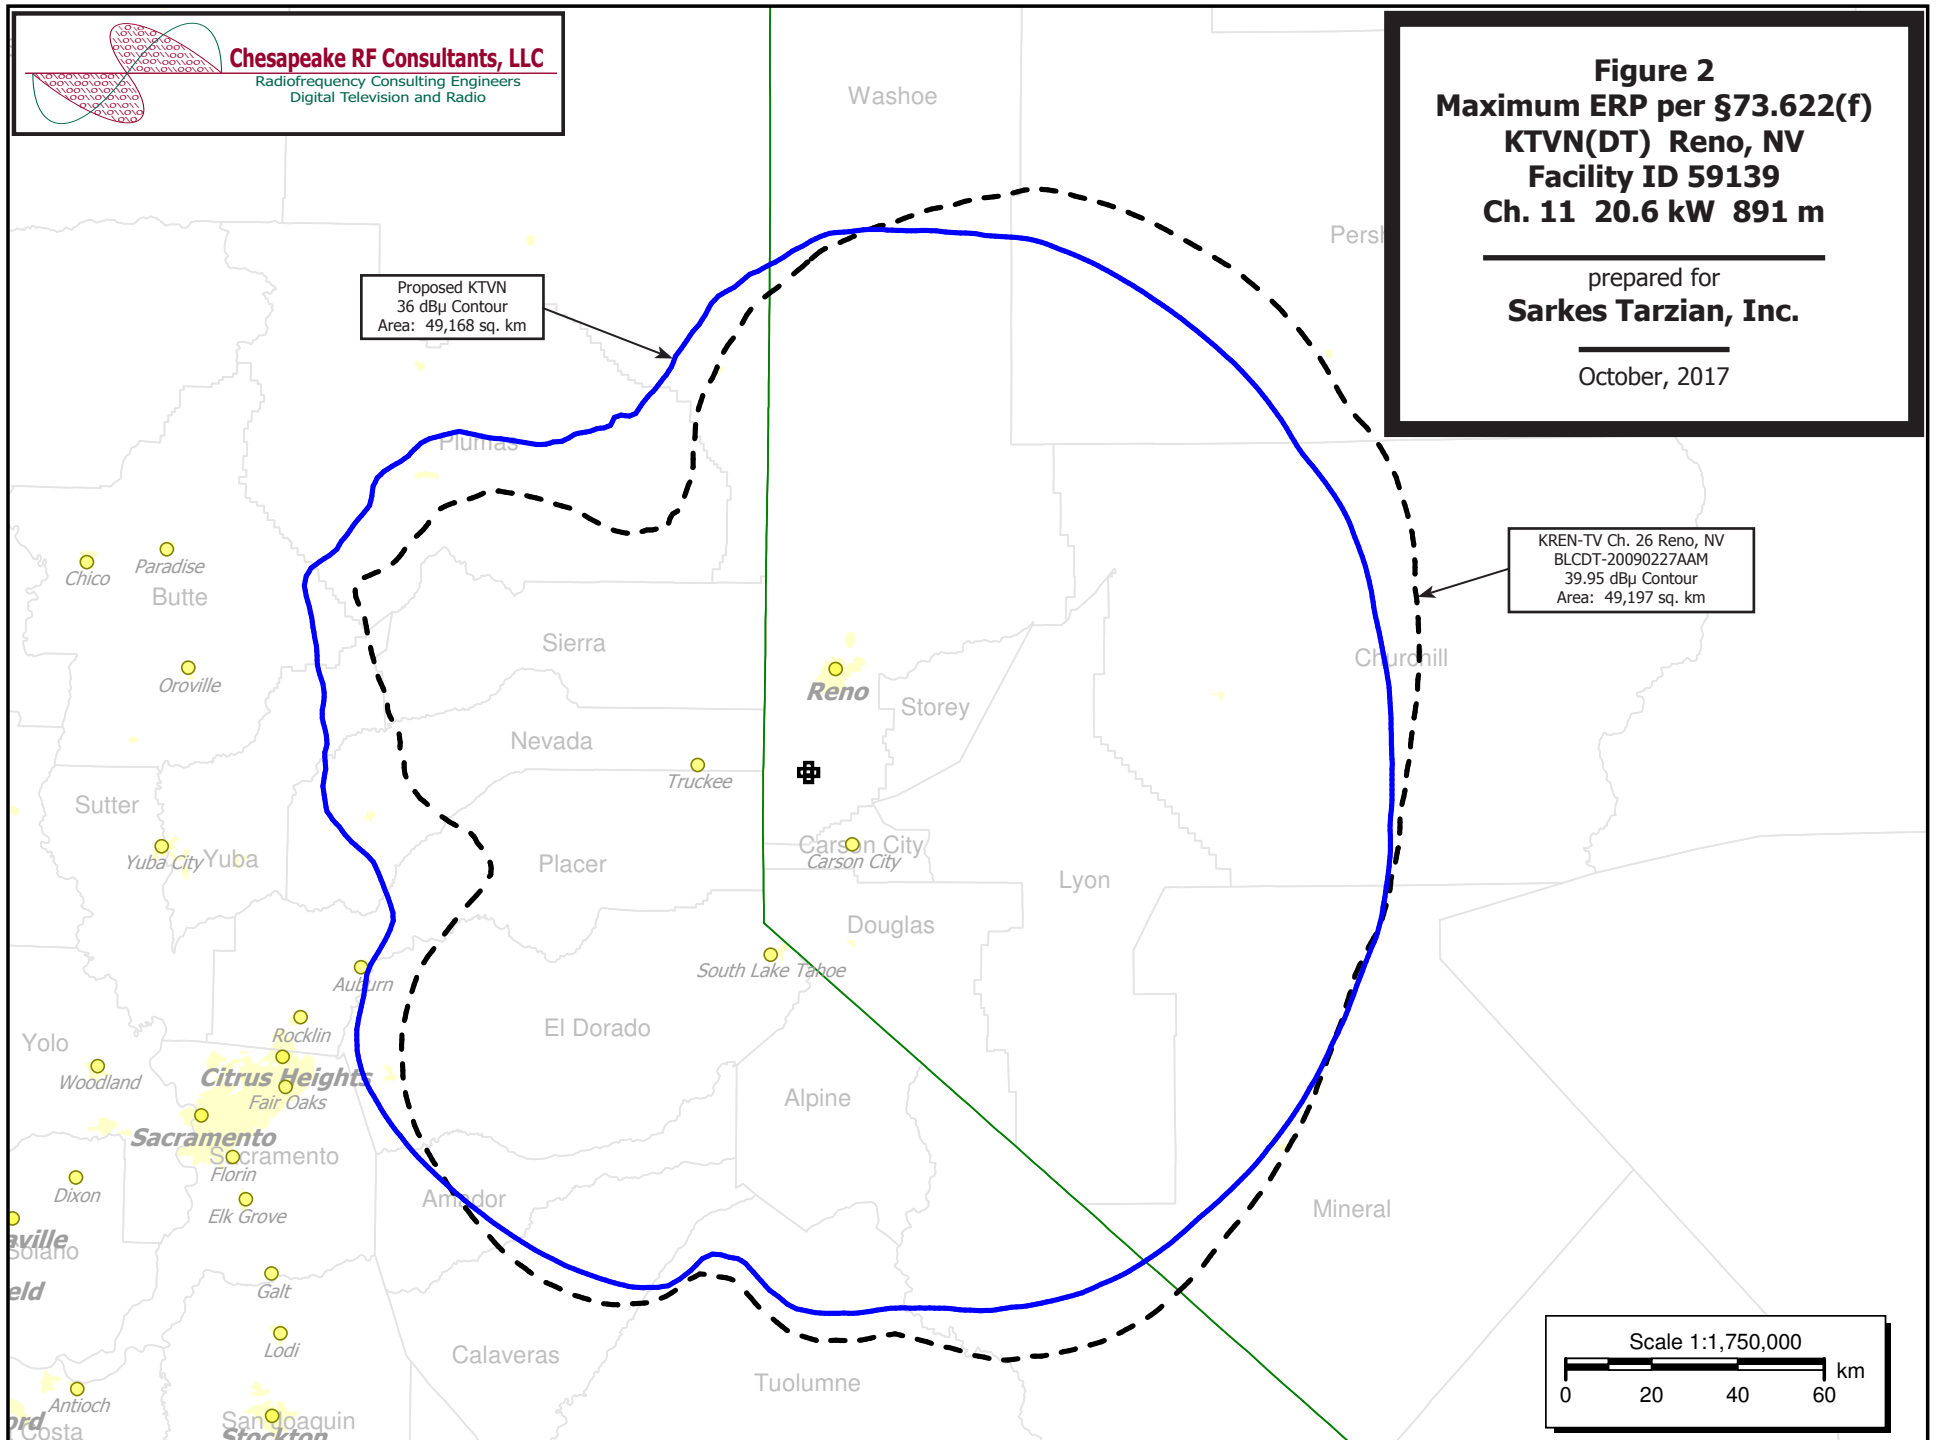 Chesapeake RF Consultants, LLC
Radiofrequency Consulting Engineers
Digital Television and Radio
Figure 2
Maximum ERP per §73.622(f)
KTVN(DT) Reno, NV
Facility ID 59139
Ch. 11 20.6 kW 891 m
prepared for
Sarkes Tarzian, Inc.
October, 2017
Washoe
Persh
Proposed KTVN
36 dBµ Contour
Area: 49,168 sq. km
Plumas
KREN-TV Ch. 26 Reno, NV
BLCDT-20090227AAM
39.95 dBµ Contour
Area: 49,197 sq. km
Chico
Paradise
Butte
Sierra
Churchill
Oroville
Reno
Storey
Nevada
Truckee
Sutter
Yuba City
Yuba
Placer
Carson City
Carson City
Lyon
Douglas
South Lake Tahoe
Auburn
El Dorado
Rocklin
Yolo
Woodland
Citrus Heights
Fair Oaks
Alpine
Sacramento
Sacramento
Florin
Dixon
Amador
Elk Grove
Mineral
aville
Solano
Galt
eld
Lodi
Calaveras
Tuolumne
Antioch
ord
Costa
San Joaquin
Stockton
Scale 1:1,750,000
km
0 20 40 60